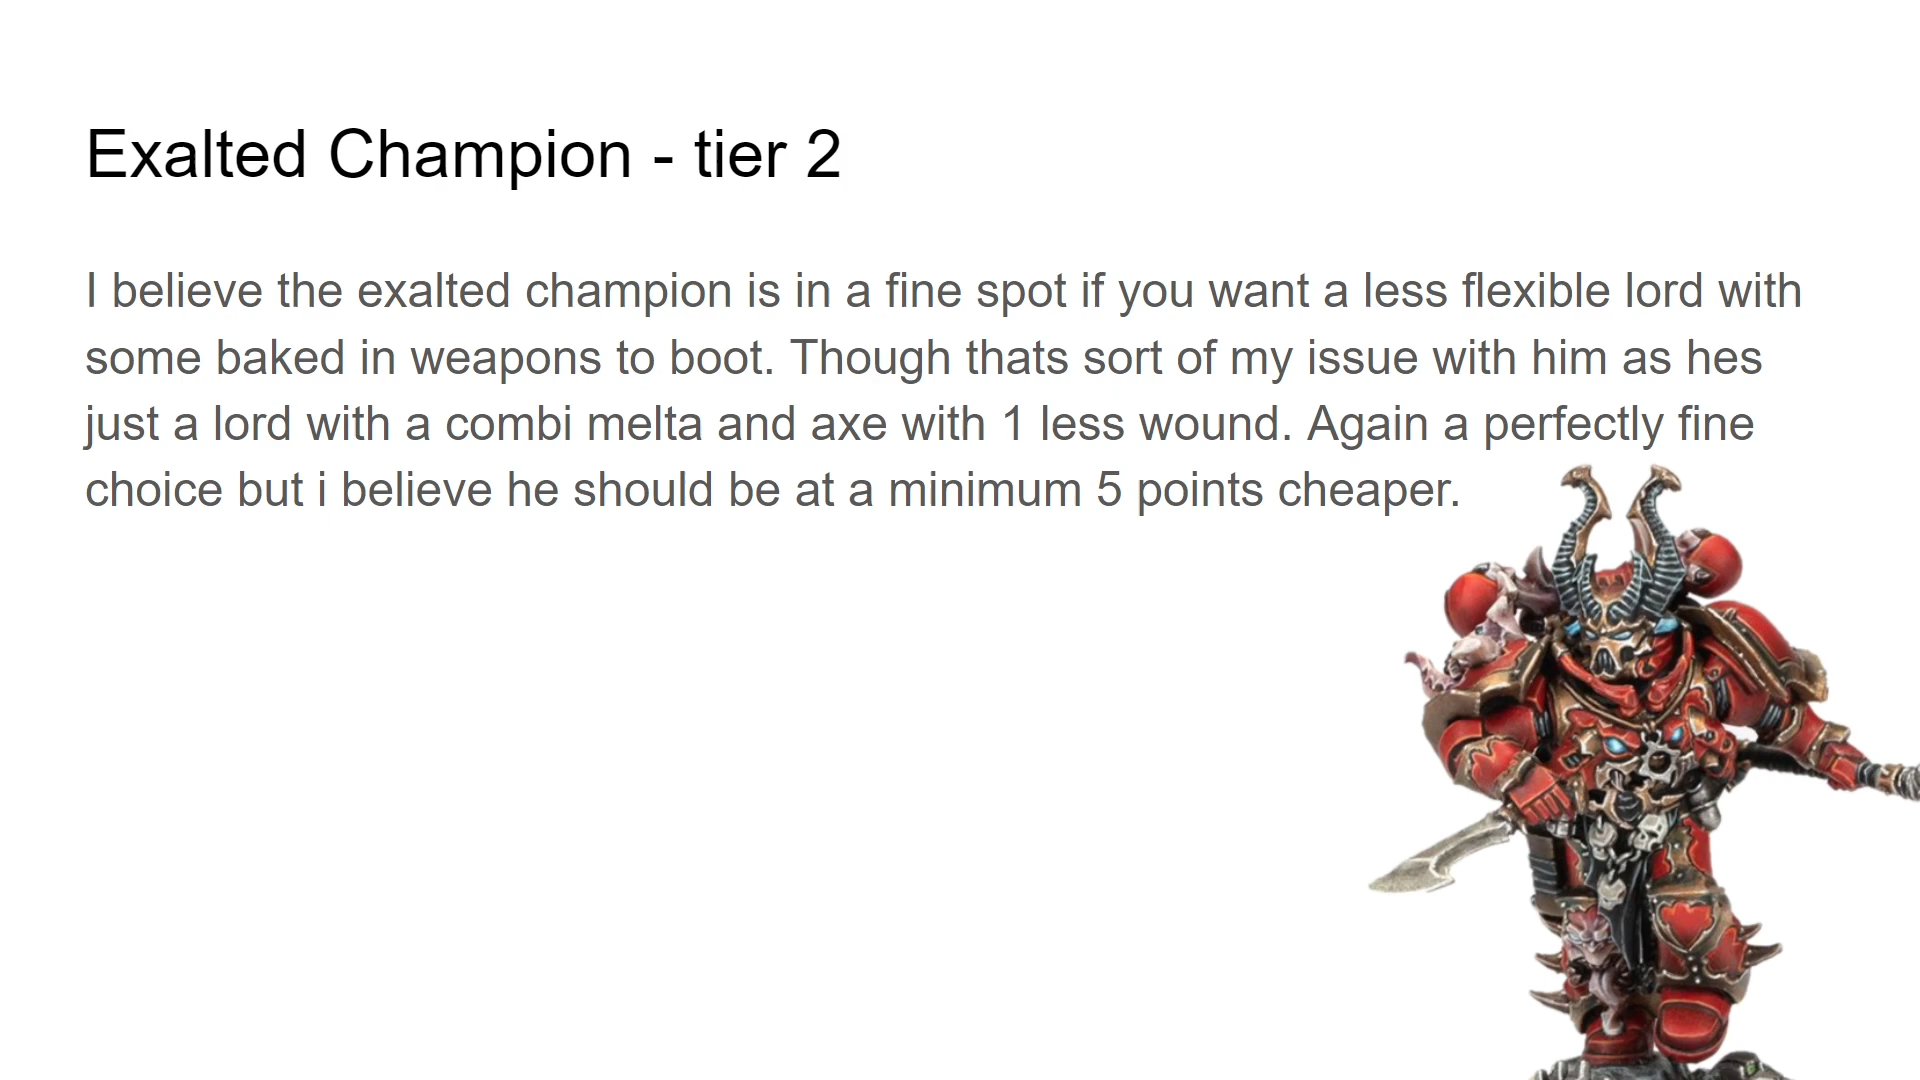 Exalted Champion - tier 2
I believe the exalted champion is in a fine spot if you want a less flexible lord with
some baked in weapons to boot. Though thats sort of my issue with him as hes
just a lord with a combi melta and axe with 1 less wound. Again a perfectly fine
choice but i believe he should be at a minimum 5 points cheaper.